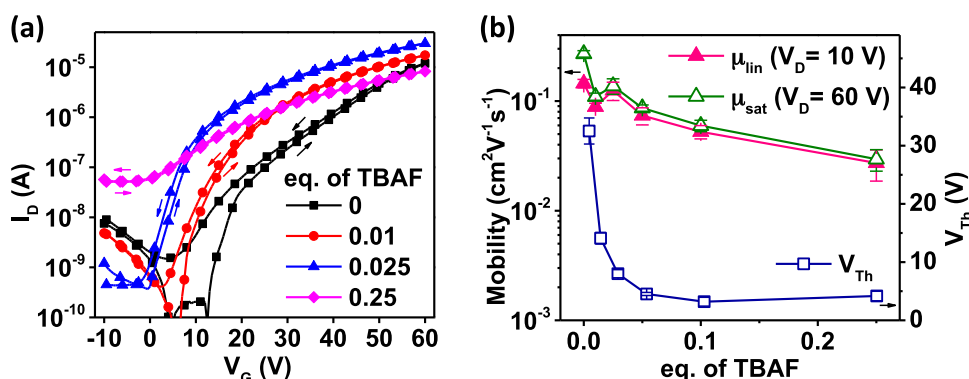 (a)
10⁻⁵
10⁻⁶
10⁻⁷
10⁻⁸
10⁻⁹
10⁻¹⁰
I_D (A)
eq. of TBAF
0
0.01
0.025
0.25
-10 0 10 20 30 40 50 60
V_G (V)
(b)
10⁻¹
10⁻²
10⁻³
Mobility (cm²V⁻¹s⁻¹)
μ_lin (V_D= 10 V)
μ_sat (V_D= 60 V)
V_Th
40
30
20
10
0
V_Th (V)
0.0 0.1 0.2
eq. of TBAF